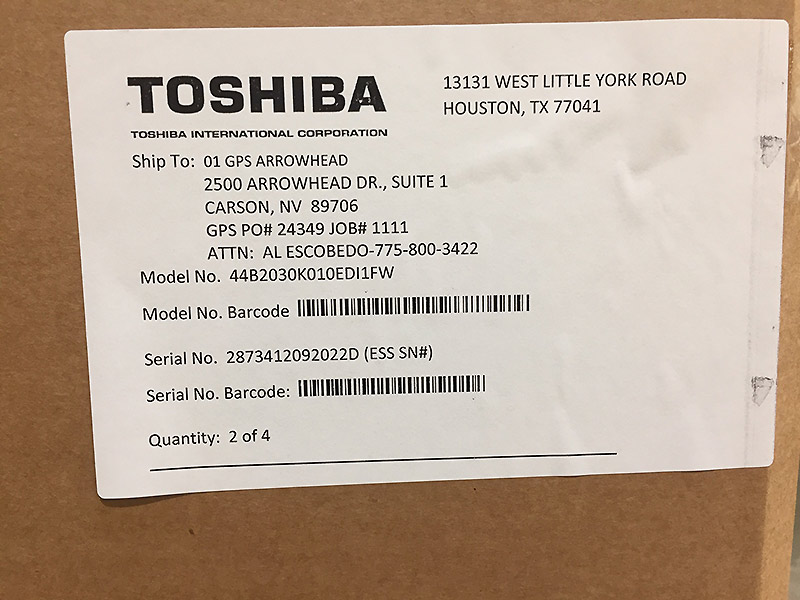 TOSHIBA
TOSHIBA INTERNATIONAL CORPORATION
13131 WEST LITTLE YORK ROAD
HOUSTON, TX 77041
Ship To: 01 GPS ARROWHEAD
2500 ARROWHEAD DR., SUITE 1
CARSON, NV 89706
GPS PO# 24349 JOB# 1111
ATTN: AL ESCOBEDO-775-800-3422
Model No. 44B2030K010EDI1FW
Model No. Barcode
Serial No. 2873412092022D (ESS SN#)
Serial No. Barcode:
Quantity: 2 of 4